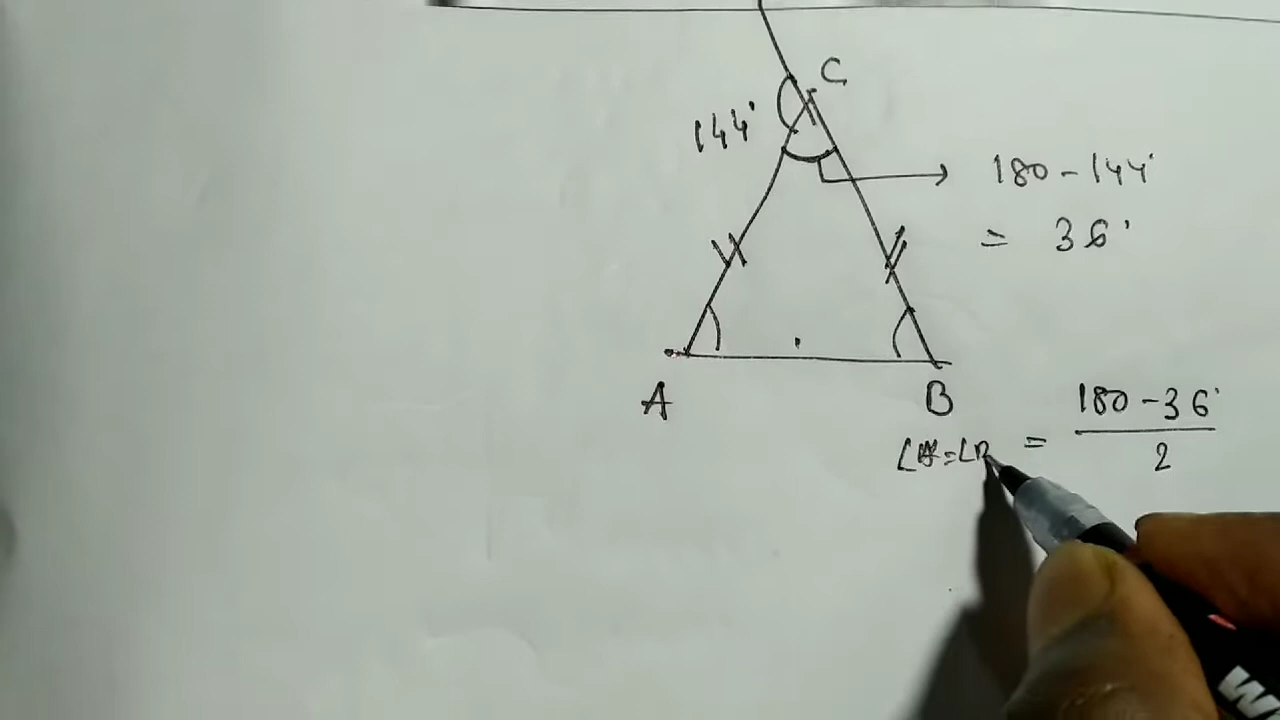 C
144°
180 - 144°
= 36°
A
B
∠A = ∠B = 180 - 36° / 2
W